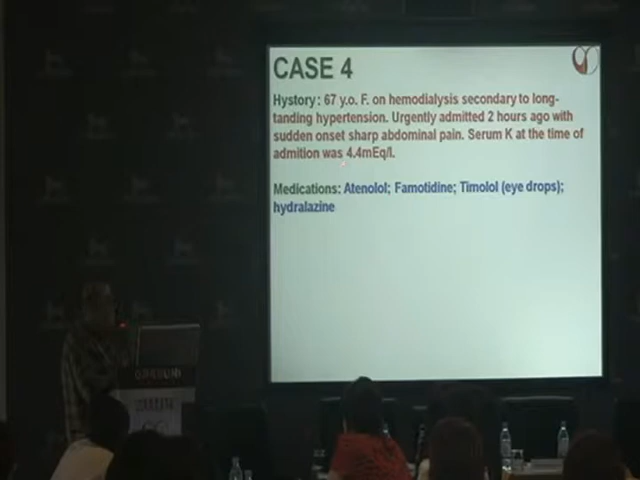 CASE 4
Hystory: 67 y.o. F. on hemodialysis secondary to long-
tanding hypertension. Urgently admitted 2 hours ago with
sudden onset sharp abdominal pain. Serum K at the time of
admition was 4.4mEq/l.
Medications: Atenolol; Famotidine; Timolol (eye drops);
hydralazine